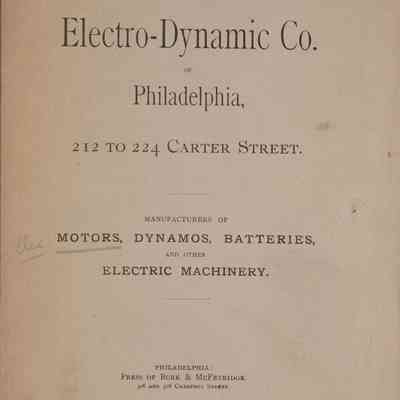 Electro-Dynamic Co.
OF
Philadelphia,
212 TO 224 CARTER STREET.
MANUFACTURERS OF
MOTORS, DYNAMOS, BATTERIES,
AND OTHER
ELECTRIC MACHINERY.
PHILADELPHIA:
PRESS OF BURK & MCFETRIDGE
306 AND 308 CHESTNUT STREET.